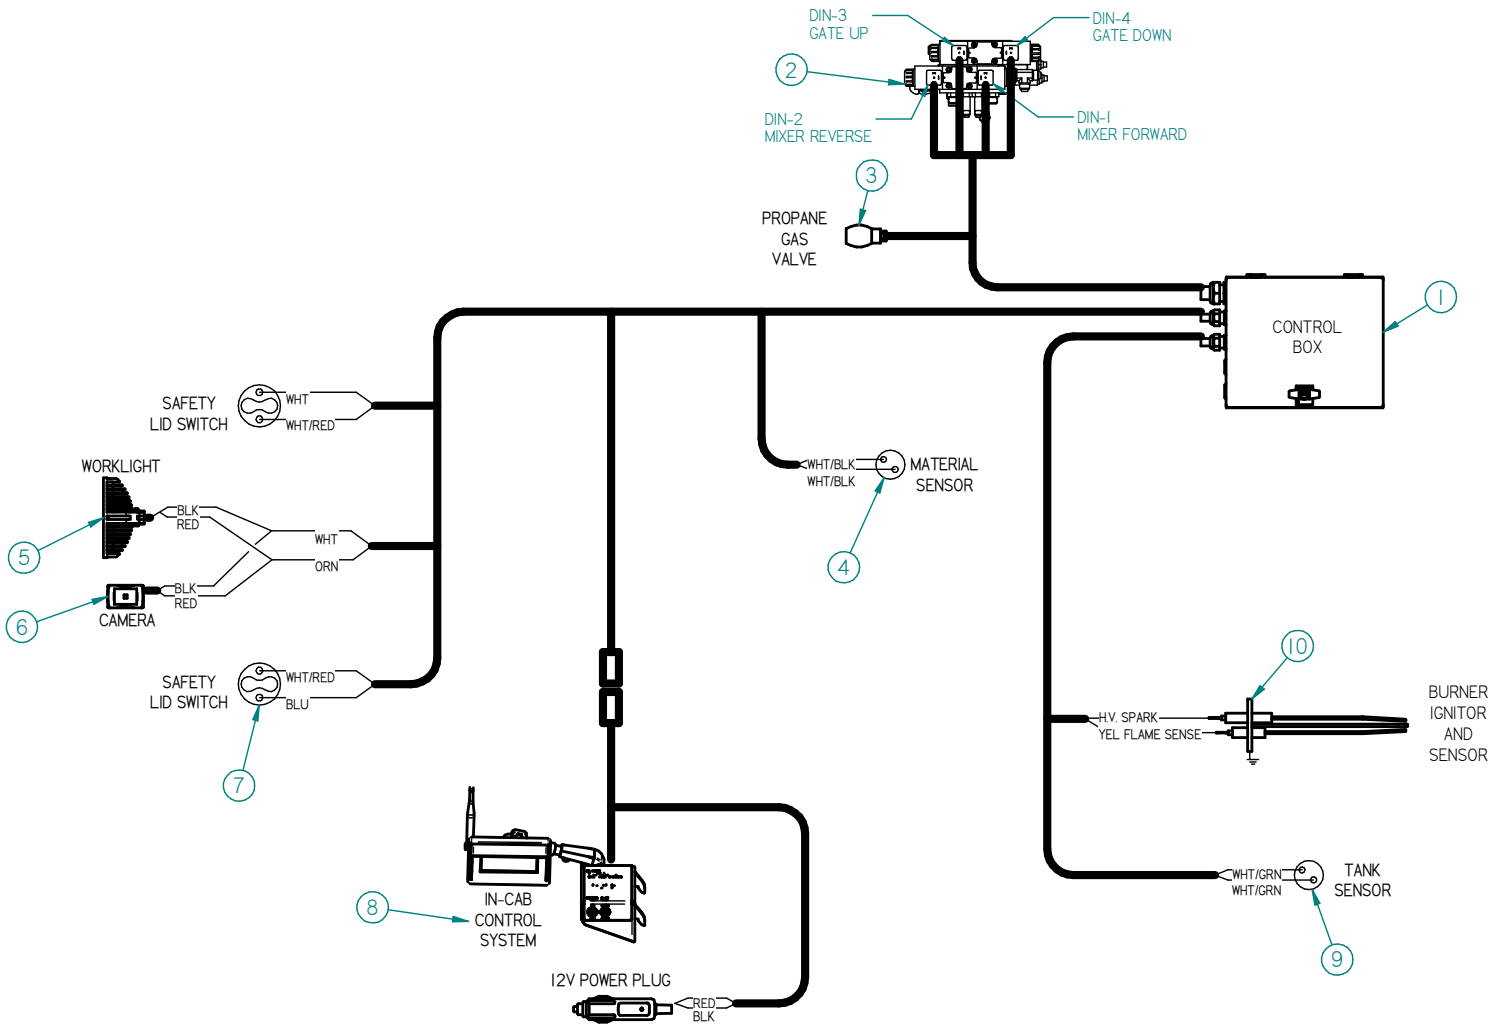 DIN-3
GATE UP
DIN-4
GATE DOWN
2
DIN-2
MIXER REVERSE
DIN-1
MIXER FORWARD
3
PROPANE
GAS
VALVE
1
CONTROL
BOX
SAFETY
LID SWITCH
WHT
WHT/RED
WORKLIGHT
BLK
RED
WHT
ORN
5
BLK
RED
6
CAMERA
WHT/BLK
WHT/BLK
MATERIAL
SENSOR
4
SAFETY
LID SWITCH
WHT/RED
BLU
7
10
H.V. SPARK
YEL FLAME SENSE
BURNER
IGNITOR
AND
SENSOR
8
IN-CAB
CONTROL
SYSTEM
WHT/GRN
WHT/GRN
TANK
SENSOR
9
12V POWER PLUG
RED
BLK